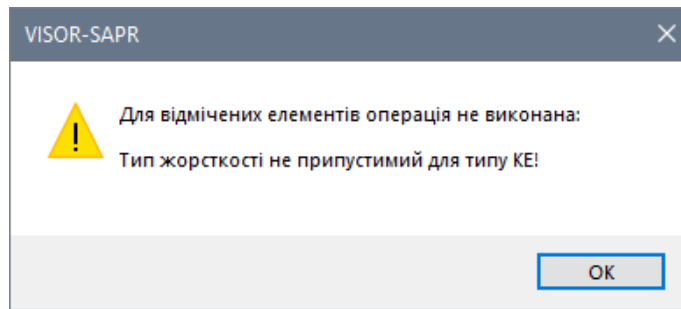 VISOR-SAPR
Для відмічених елементів операція не виконана:
Тип жорсткості не припустимий для типу КЕ!
OK